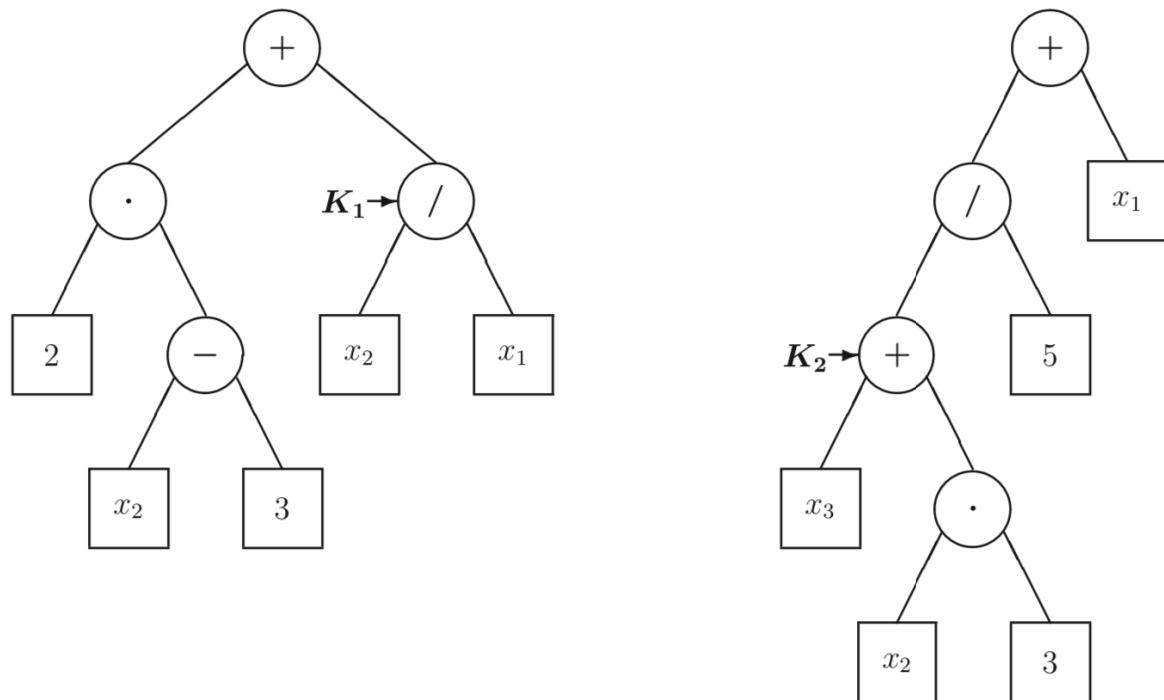 + +
· K₁ / / x₁
2 − x₂ x₁ K₂ + 5
x₂ 3 x₃ ·
x₂ 3